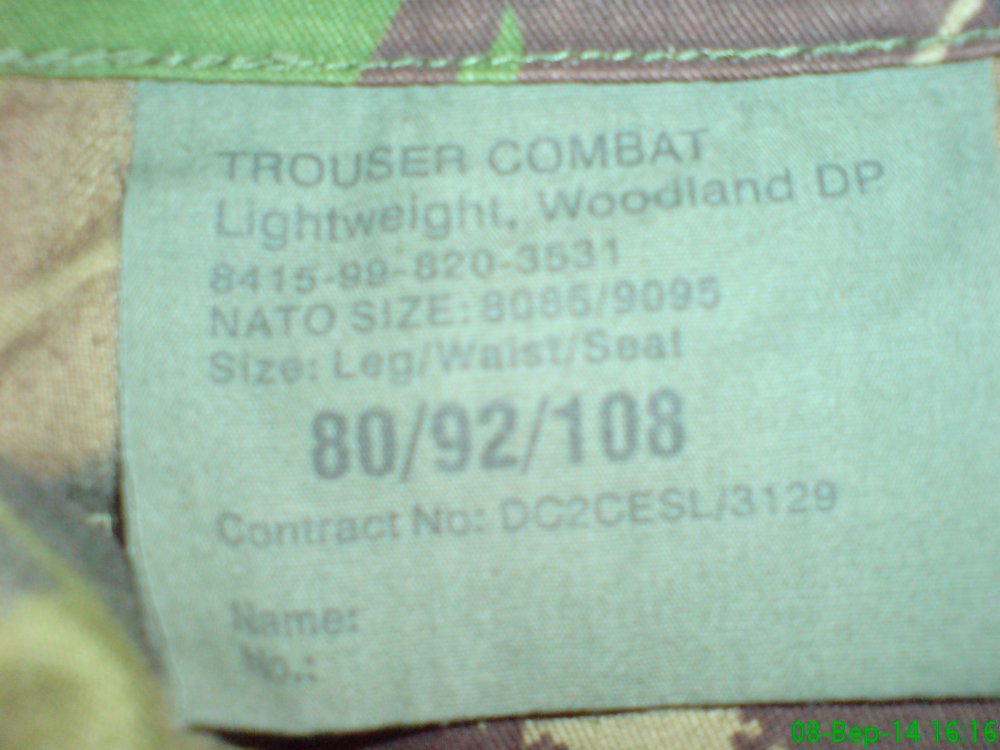 TROUSER COMBAT
Lightweight, Woodland DP
8415-99-820-3531
NATO SIZE: 8085/9095
Size: Leg/Waist/Seat
80/92/108
Contract No: DC2CESL/3129
Name:
No.:
08-Вер-14 16:16